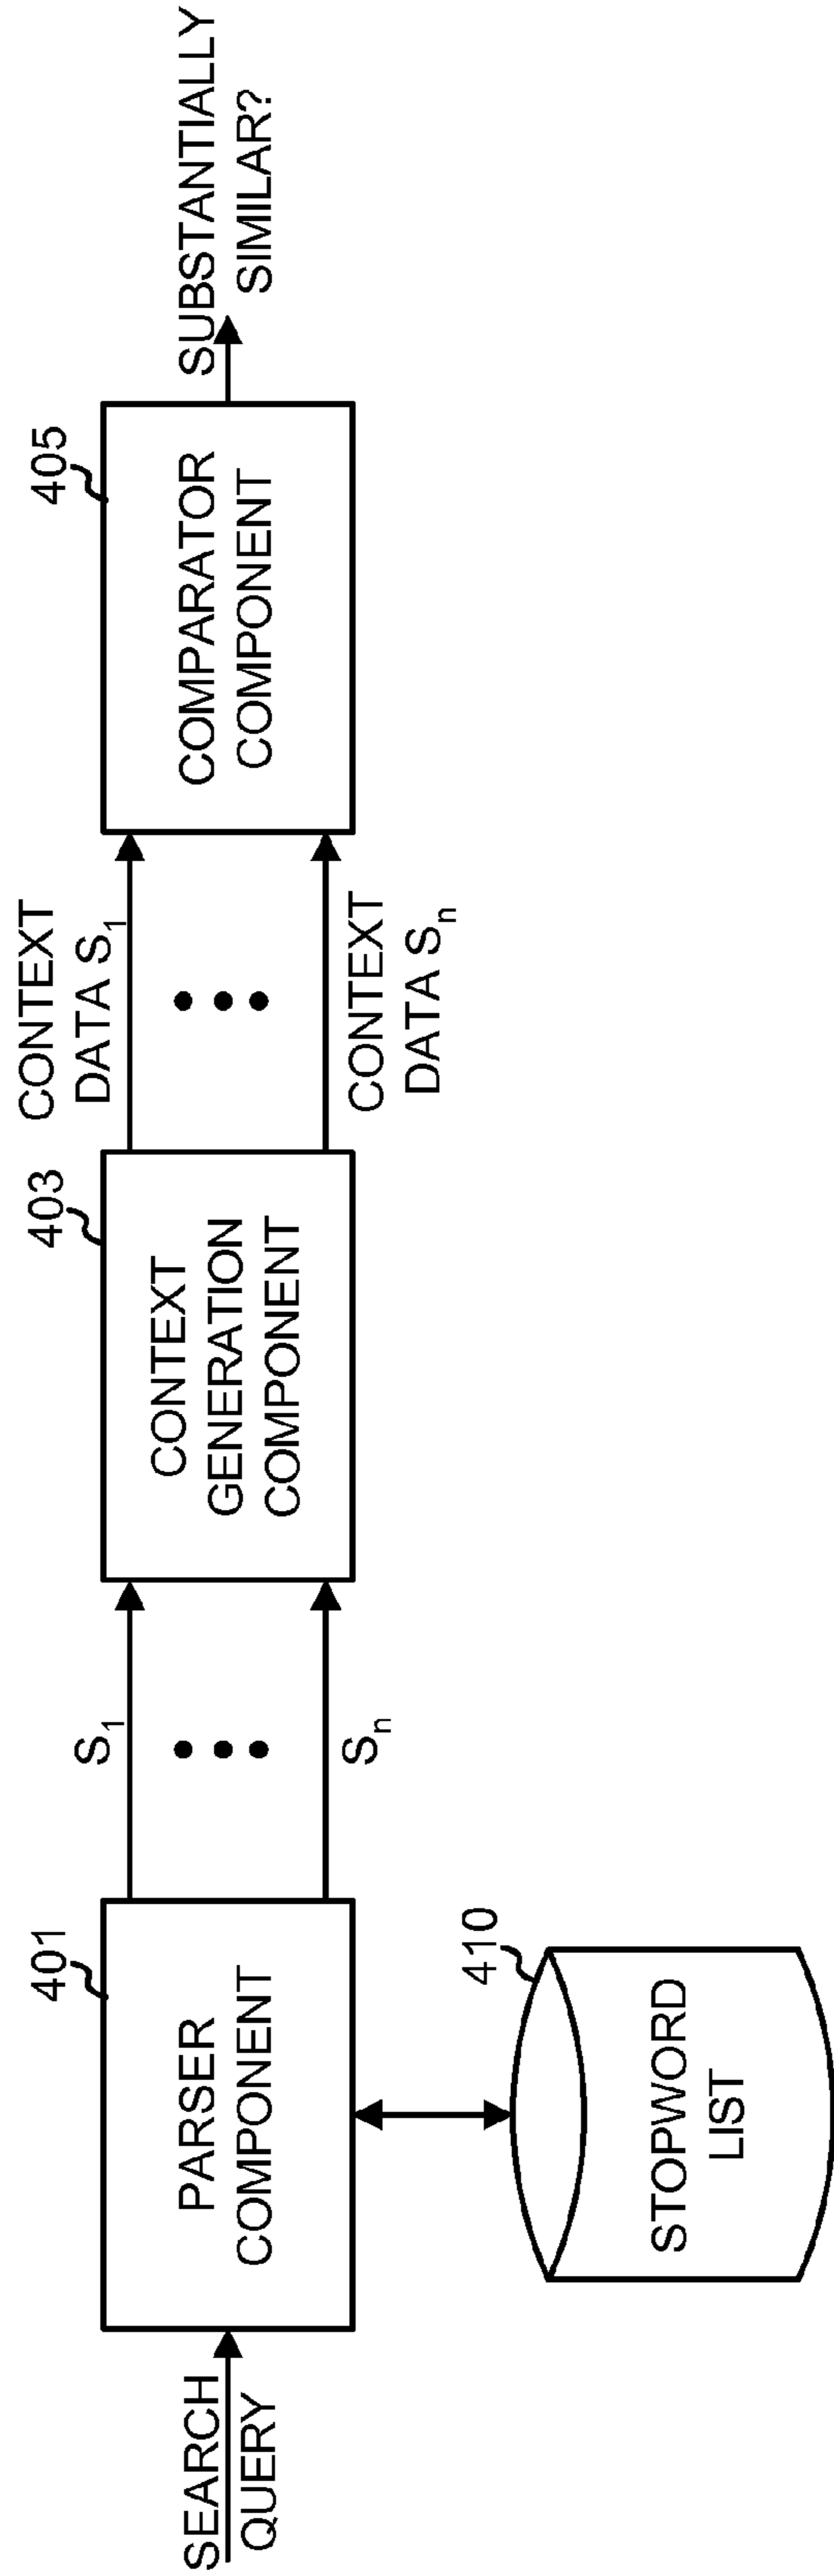 SEARCH
QUERY
401
PARSER
COMPONENT
410
STOPWORD
LIST
S1
Sn
403
CONTEXT
GENERATION
COMPONENT
CONTEXT
DATA S1
CONTEXT
DATA Sn
405
COMPARATOR
COMPONENT
SUBSTANTIALLY
SIMILAR?